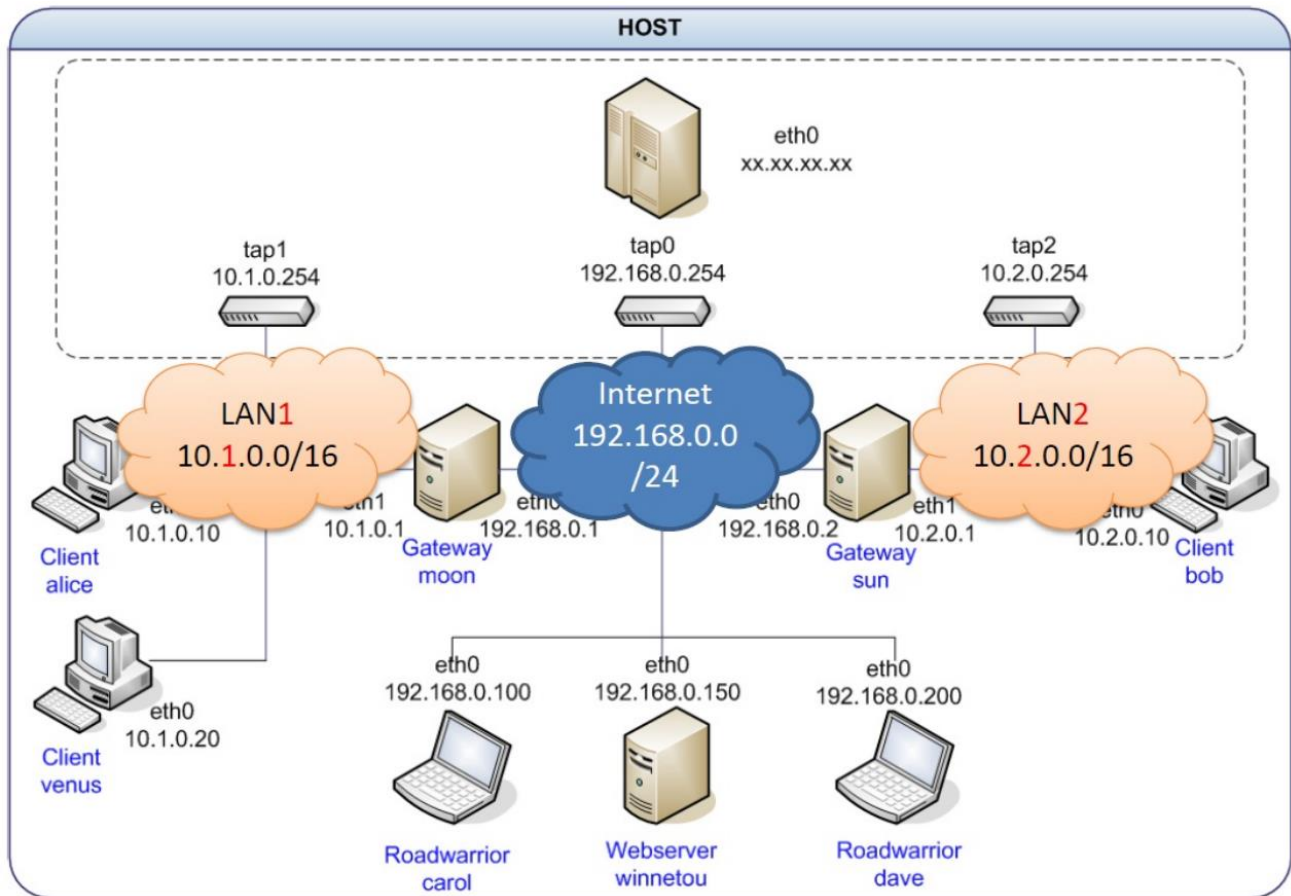 HOST
eth0
xx.xx.xx.xx
tap1
10.1.0.254
tap0
192.168.0.254
tap2
10.2.0.254
LAN1
10.1.0.0/16
Internet
192.168.0.0
/24
LAN2
10.2.0.0/16
10.1.0.10
Client
alice
eth1
10.1.0.1
Gateway
moon
eth0
192.168.0.1
eth0
192.168.0.2
Gateway
sun
eth1
10.2.0.1
eth0
10.2.0.10
Client
bob
eth0
10.1.0.20
Client
venus
eth0
192.168.0.100
Roadwarrior
carol
eth0
192.168.0.150
Webserver
winnetou
eth0
192.168.0.200
Roadwarrior
dave